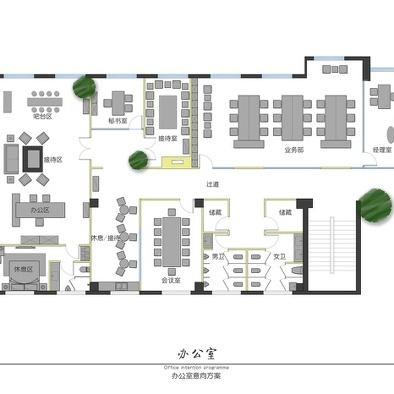 吧台区
秘书室
接待室
业务部
经理室
接待区
过道
办公区
储藏
储藏
休息/接待
休息区
会议室
男卫
女卫
办公室
Office intention programme
办公室意向方案